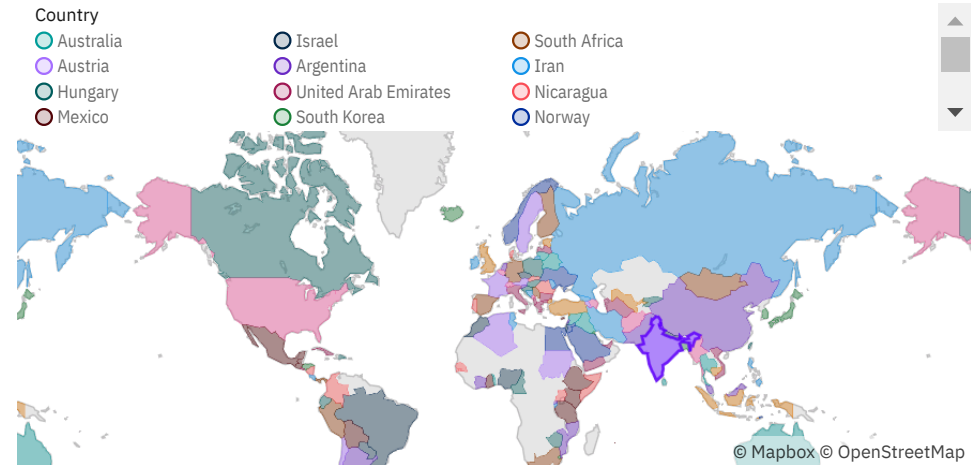 Country
Australia
Israel
South Africa
Austria
Argentina
Iran
Hungary
United Arab Emirates
Nicaragua
Mexico
South Korea
Norway
© Mapbox © OpenStreetMap